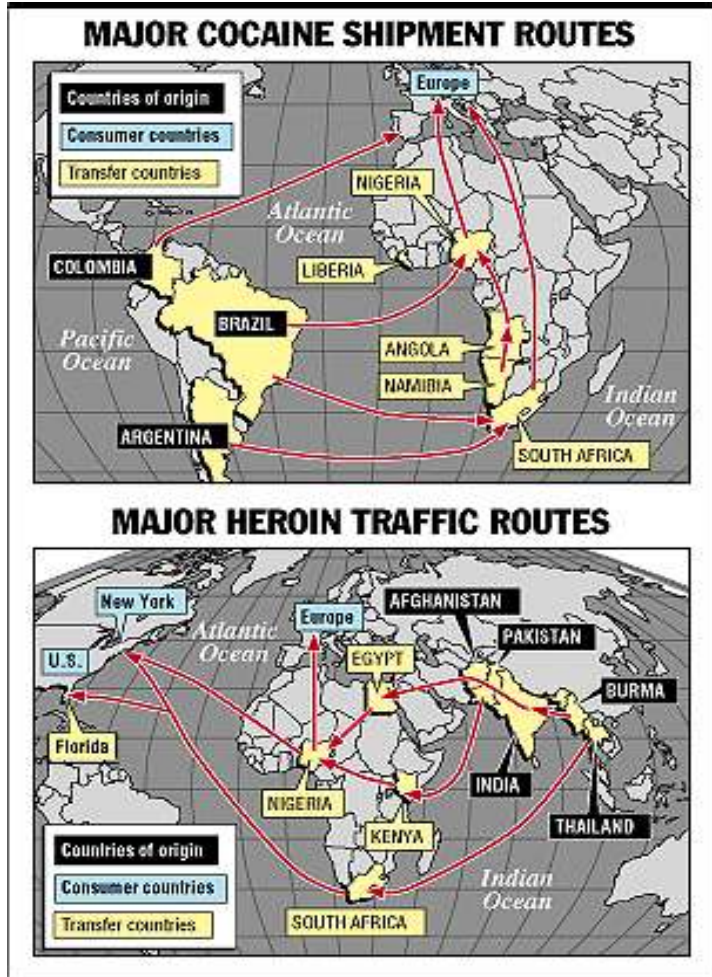 MAJOR COCAINE SHIPMENT ROUTES
Countries of origin
Consumer countries
Transfer countries
Europe
NIGERIA
Atlantic
Ocean
LIBERIA
COLOMBIA
BRAZIL
Pacific
Ocean
ANGOLA
NAMIBIA
Indian
Ocean
ARGENTINA
SOUTH AFRICA
MAJOR HEROIN TRAFFIC ROUTES
New York
Atlantic
Ocean
Europe
AFGHANISTAN
PAKISTAN
U.S.
EGYPT
BURMA
Florida
NIGERIA
INDIA
KENYA
THAILAND
Countries of origin
Consumer countries
Transfer countries
Indian
Ocean
SOUTH AFRICA